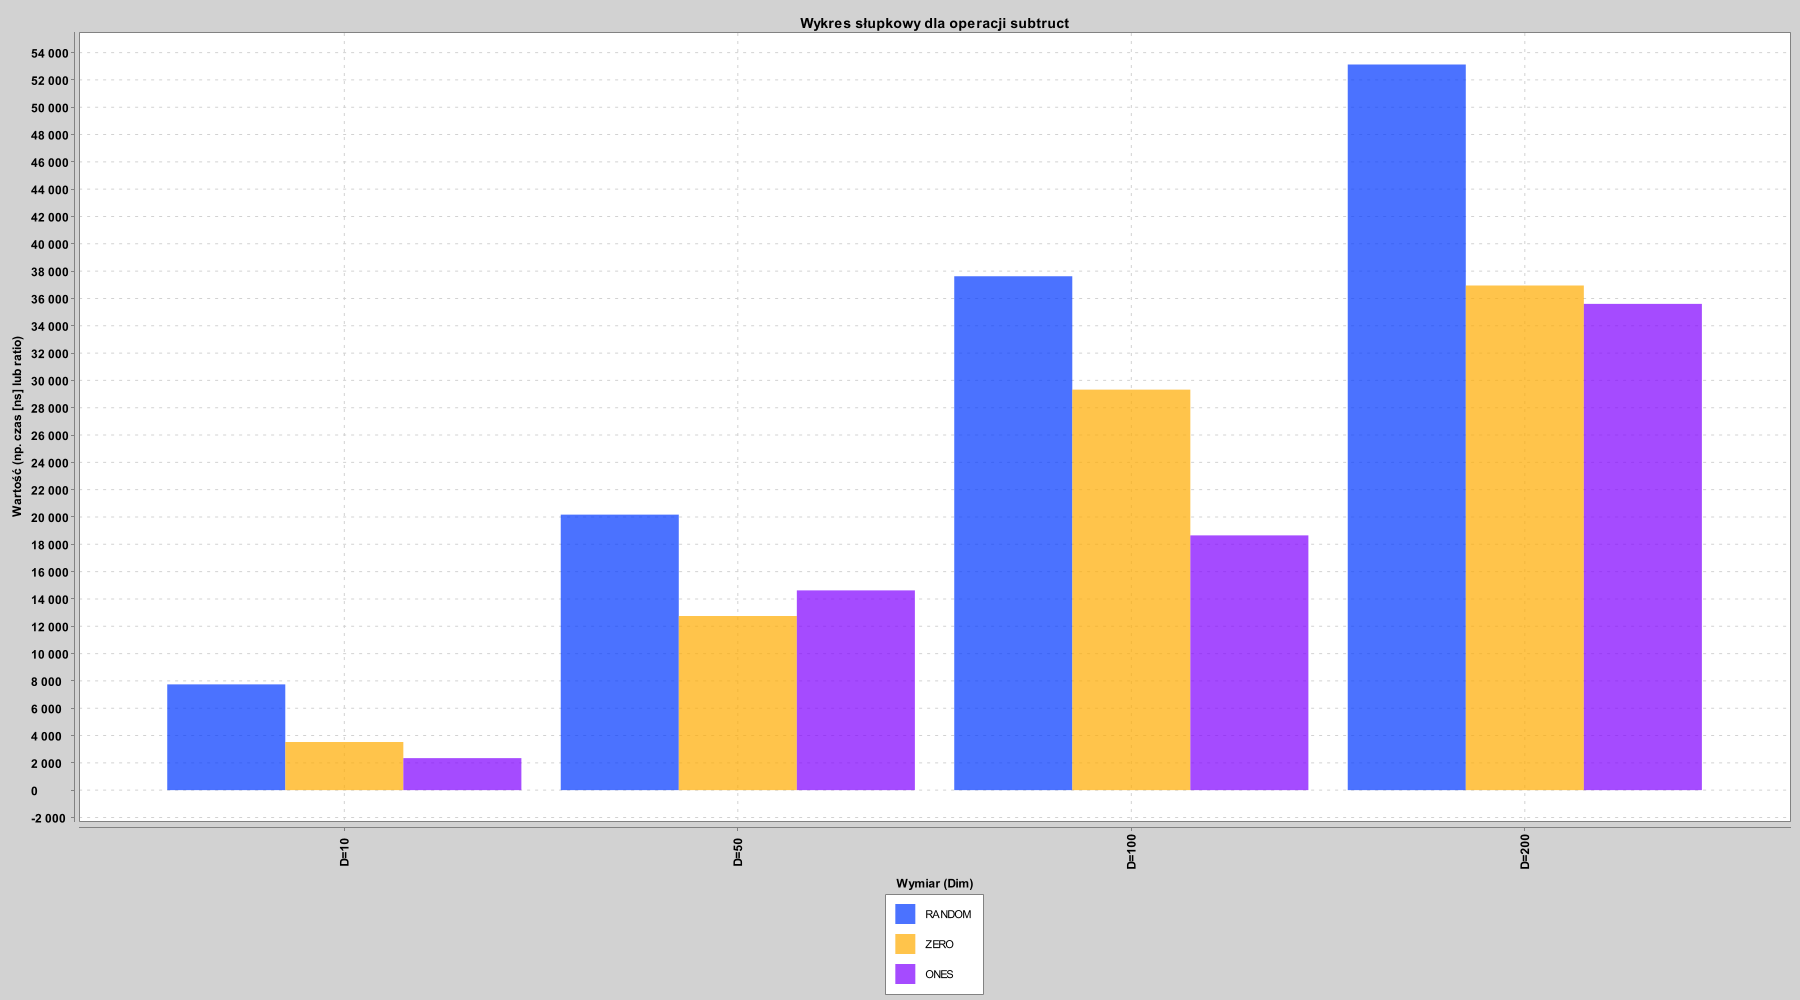 Wykres słupkowy dla operacji subtruct
Wartość (np. czas [ns] lub ratio)
54 000
52 000
50 000
48 000
46 000
44 000
42 000
40 000
38 000
36 000
34 000
32 000
30 000
28 000
26 000
24 000
22 000
20 000
18 000
16 000
14 000
12 000
10 000
8 000
6 000
4 000
2 000
0
-2 000
D=10
D=50
D=100
D=200
Wymiar (Dim)
RANDOM
ZERO
ONES